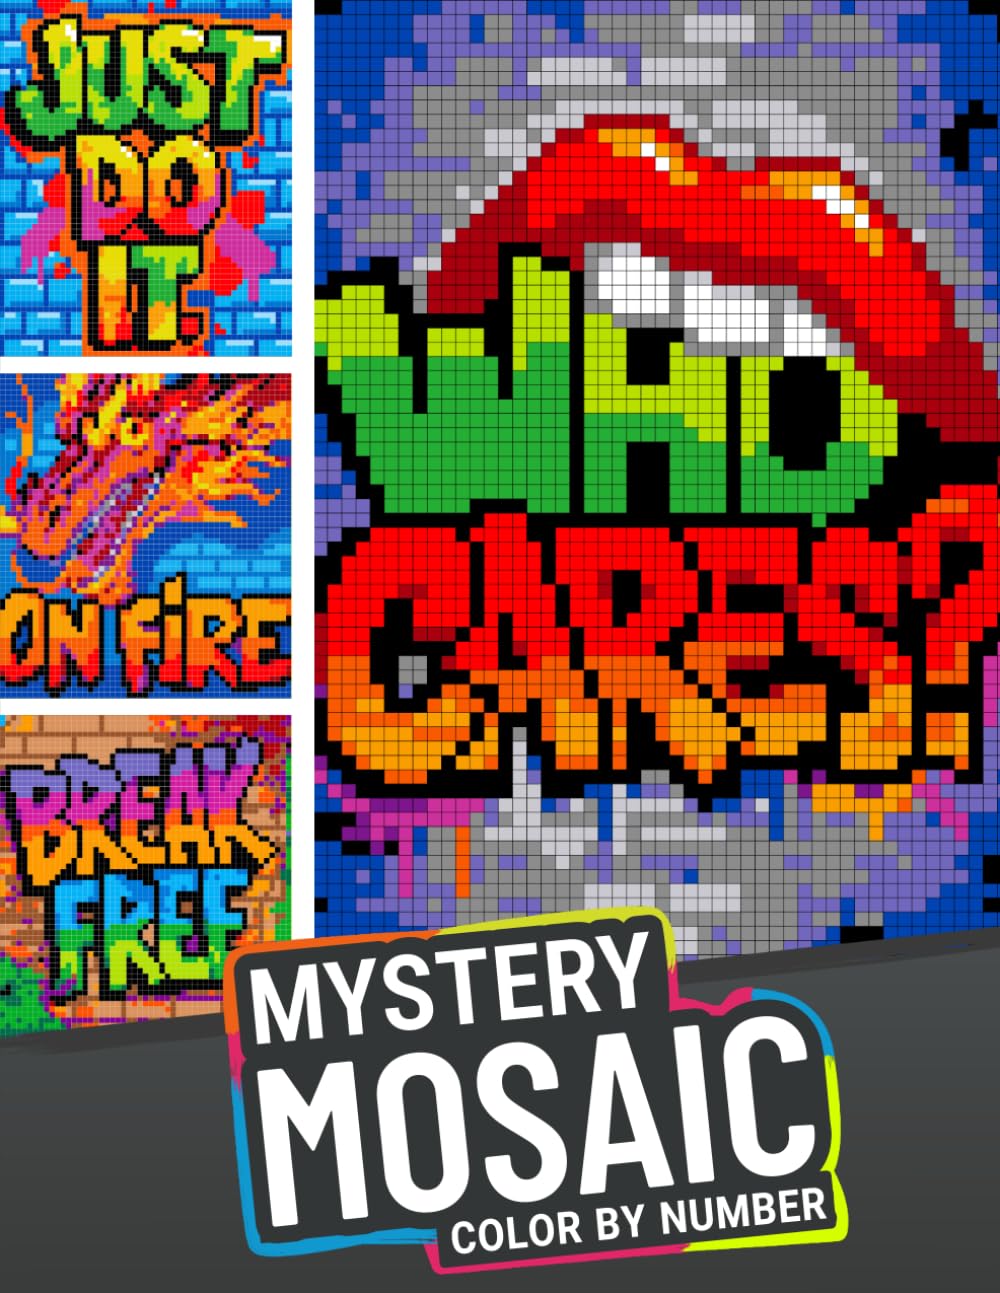 JUST
DO
IT
ON FiRE
BREAK
FREE
WHO
CARES?
MYSTERY
MOSAIC
COLOR BY NUMBER